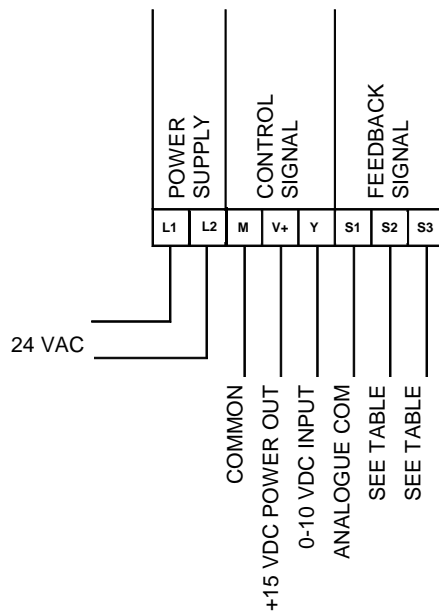 POWER
SUPPLY
CONTROL
SIGNAL
FEEDBACK
SIGNAL
L1 L2 M V+ Y S1 S2 S3
24 VAC
COMMON
+15 VDC POWER OUT
0-10 VDC INPUT
ANALOGUE COM
SEE TABLE
SEE TABLE